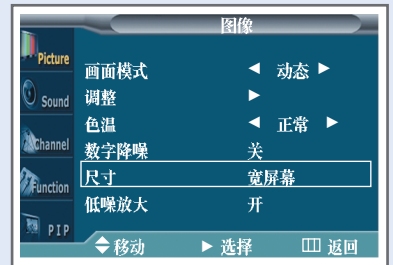 图像
Picture
Sound
Channel
Function
PIP
画面模式 ◀ 动态 ▶
调整 ▶
色温 ◀ 正常 ▶
数字降噪 关
尺寸 宽屏幕
低噪放大 开
移动 ▶ 选择 返回